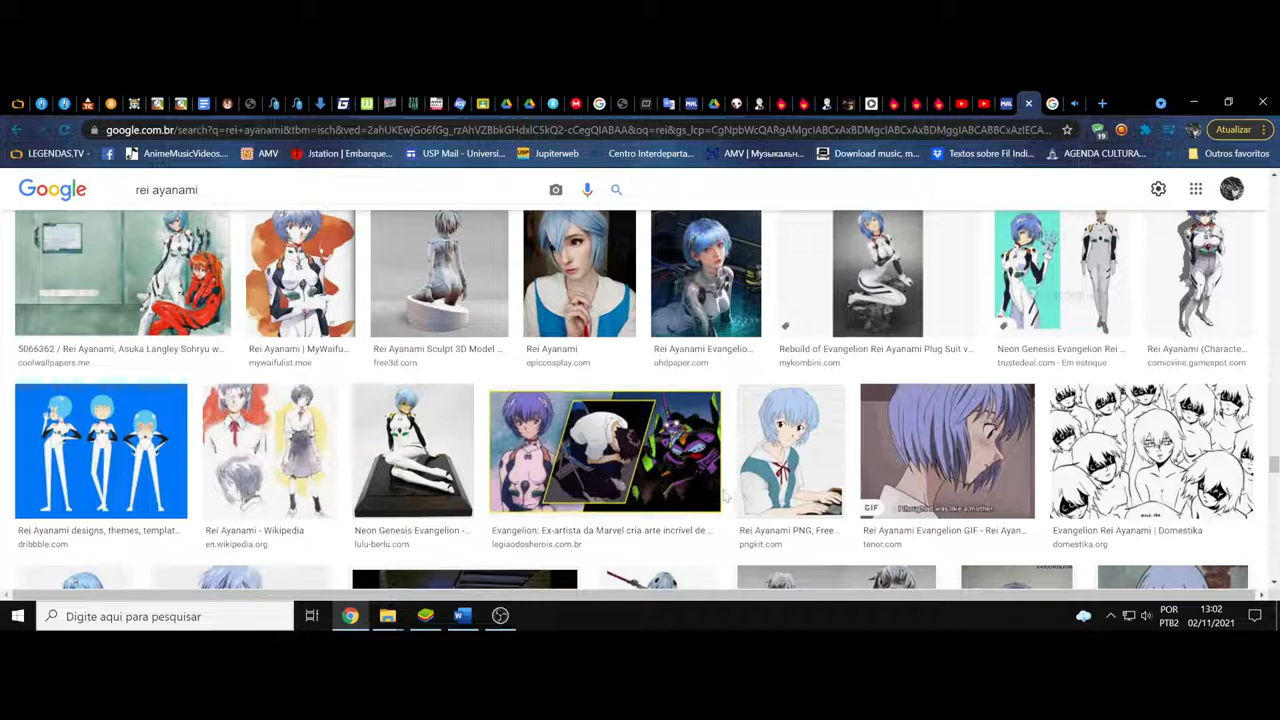 google.com.br/search?q=rei+ayanami&tbm=isch&ved=2ahUKEwjGo6fGg_rzAhVZBbkGHdxlC5kQ2-cCegQIABAA&oq=rei&gs_lcp=CgNpbWcQARgAMgcIABCxAxBDMgcIABCxAxBDMggIABCABBCxAzIECA...
Atualizar
LEGENDAS.TV -
AnimeMusicVideos....
AMV
Jstation | Embarque...
USP Mail - Universi...
Jupiterweb
Centro Interdeparta...
AMV | Музыкальн...
Download music, m...
Textos sobre Fil Indi...
AGENDA CULTURA...
Outros favoritos
Google
rei ayanami
5066362 / Rei Ayanami, Asuka Langley Sohryu w...
coolwallpapers.me
Rei Ayanami | MyWaifu...
mywaifulist.moe
Rei Ayanami Sculpt 3D Model ...
free3d.com
Rei Ayanami
epiccosplay.com
Rei Ayanami Evangelio...
uhdpaper.com
Rebuild of Evangelion Rei Ayanami Plug Suit v...
mykombini.com
Neon Genesis Evangelion Rei ...
trustedeal.com - Em estoque
Rei Ayanami (Characte...
comicvine.gamespot.com
Rei Ayanami designs, themes, templat...
dribbble.com
Rei Ayanami - Wikipedia
en.wikipedia.org
Neon Genesis Evangelion -...
lulu-berlu.com
Evangelion: Ex-artista da Marvel cria arte incrível de ...
legiaodosherois.com.br
Rei Ayanami PNG, Free...
pngkit.com
GIF
I thought I was like a mother.
Rei Ayanami Evangelion GIF - Rei Ayan...
tenor.com
Evangelion Rei Ayanami | Domestika
domestika.org
Digite aqui para pesquisar
POR
PTB2
13:02
02/11/2021